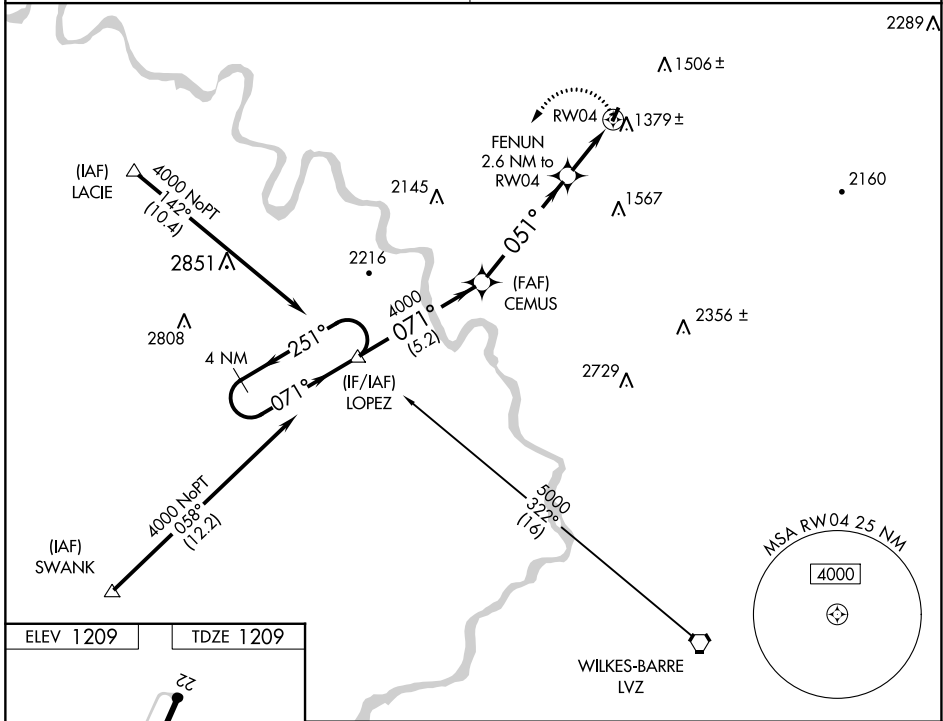 2289
1506 ±
RW04
1379 ±
FENUN
2.6 NM to
RW04
(IAF)
LACIE
4000 NoPT
142°
(10.4)
2145
1567
2160
051°
2851
2216
(FAF)
CEMUS
4000
071°
(5.2)
2808
251°
4 NM
071°
(IF/IAF)
LOPEZ
2356 ±
2729
4000 NoPT
058°
(12.2)
5000
322°
(16)
(IAF)
SWANK
MSA RW04 25 NM
4000
ELEV 1209
TDZE 1209
22
WILKES-BARRE
LVZ